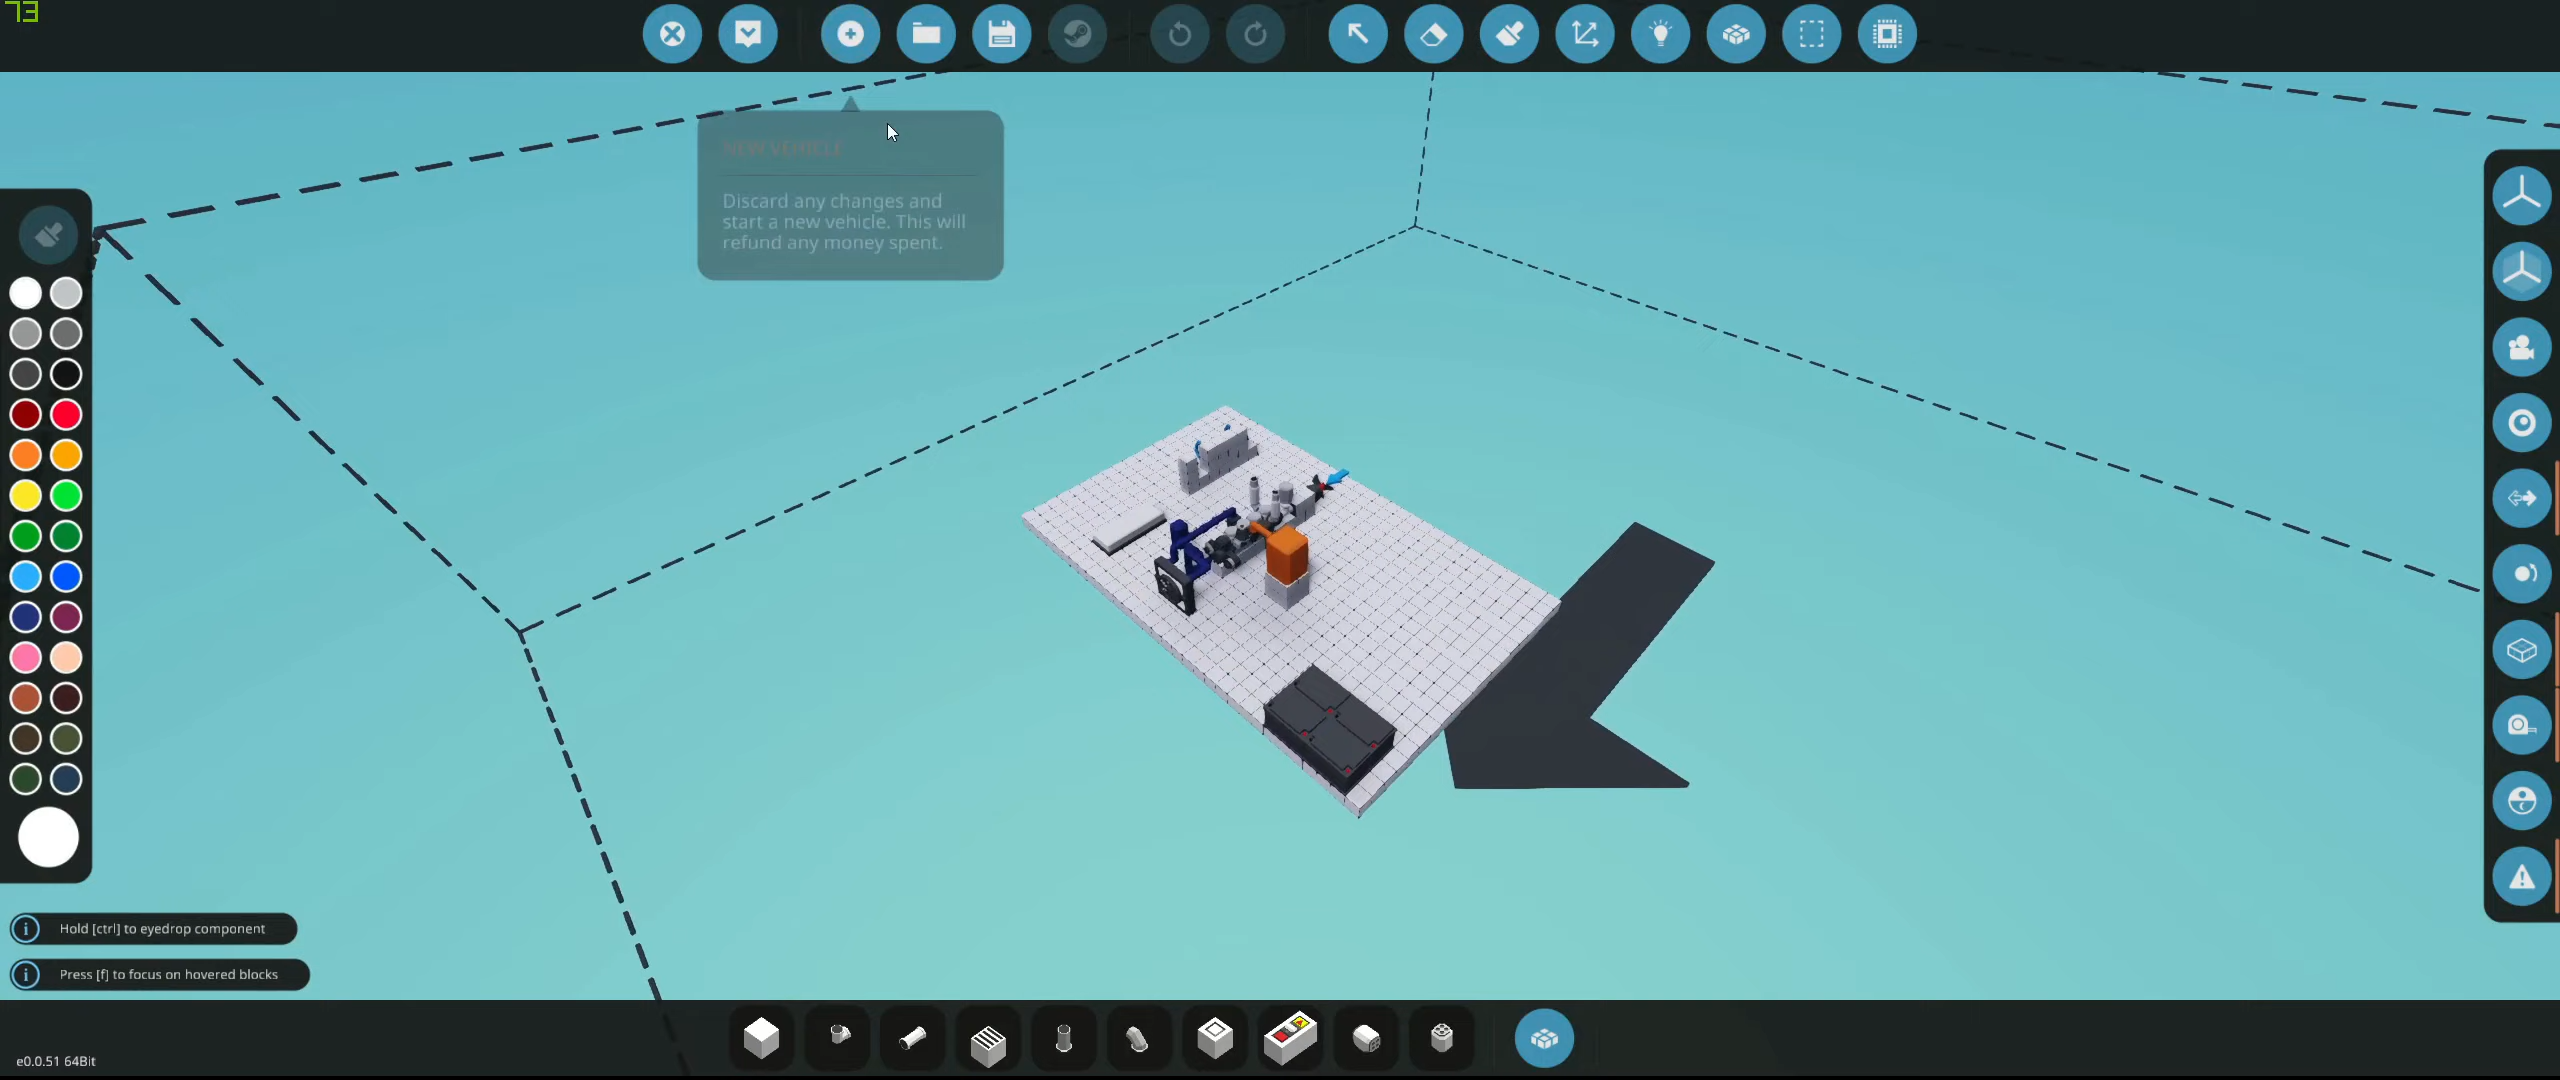 73
NEW VEHICLE
Discard any changes and
start a new vehicle. This will
refund any money spent.
Hold [ctrl] to eyedrop component
Press [f] to focus on hovered blocks
e0.0.51 64Bit